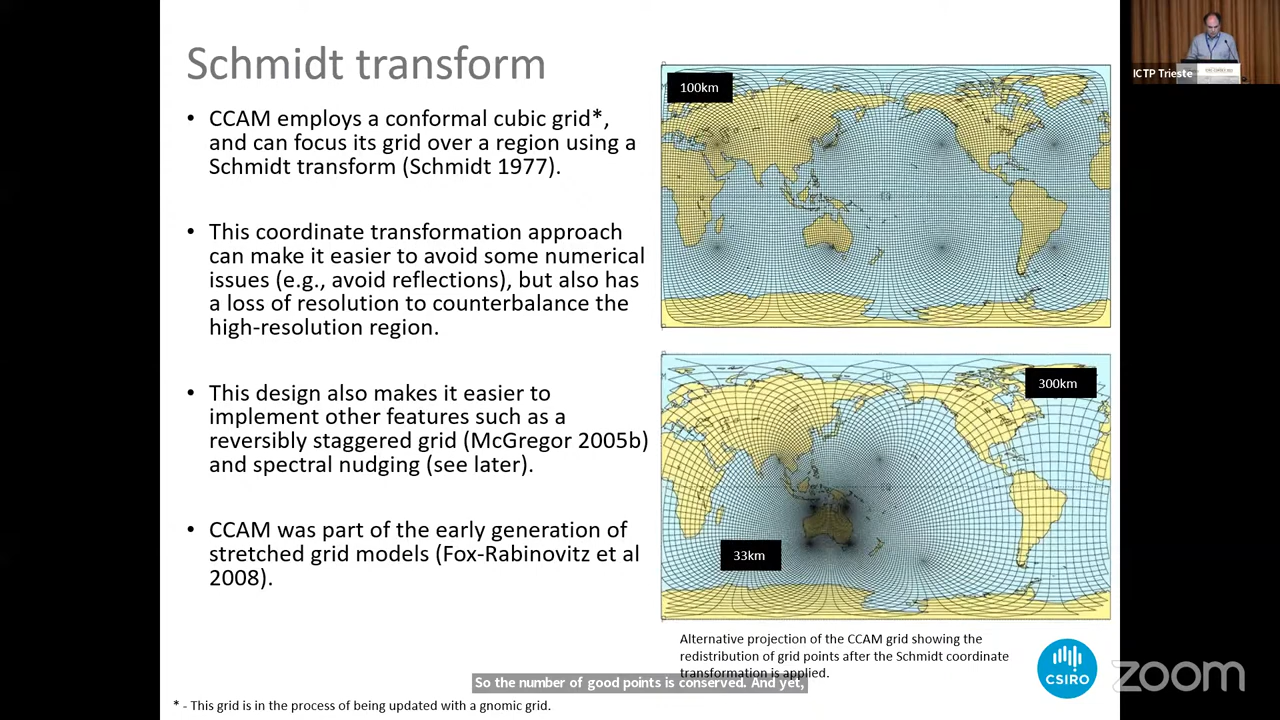 Schmidt transform
• CCAM employs a conformal cubic grid*,
and can focus its grid over a region using a
Schmidt transform (Schmidt 1977).
• This coordinate transformation approach
can make it easier to avoid some numerical
issues (e.g., avoid reflections), but also has
a loss of resolution to counterbalance the
high-resolution region.
• This design also makes it easier to
implement other features such as a
reversibly staggered grid (McGregor 2005b)
and spectral nudging (see later).
• CCAM was part of the early generation of
stretched grid models (Fox-Rabinovitz et al
2008).
100km
300km
33km
Alternative projection of the CCAM grid showing the
redistribution of grid points after the Schmidt coordinate
transformation is applied.
So the number of good points is conserved. And yet,
* - This grid is in the process of being updated with a gnomic grid.
CSIRO
zoom
ICTP Trieste